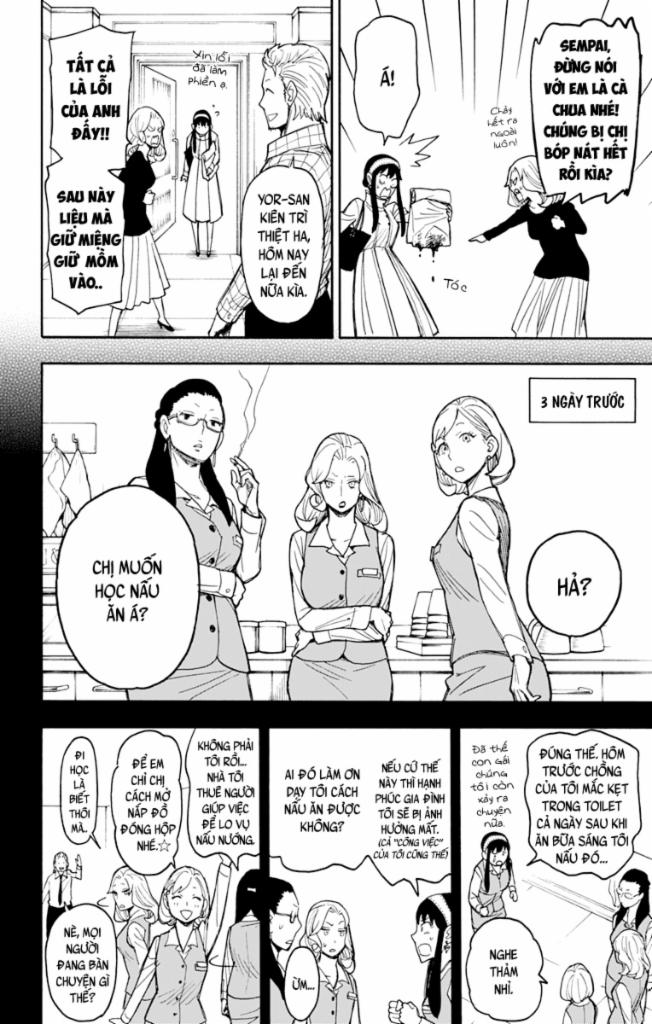 SEMPAI,
ĐỪNG NÓI
VỚI EM LÀ CÀ
CHUA NHÉ!
CHÚNG BỊ CHỊ
BÓP NÁT HẾT
RỒI KÌA?
Chảy
hết ra
ngoài
luôn!
Á!
Tóc
Xin lỗi
đã làm
phiền ạ.
YOR-SAN
KIÊN TRÌ
THIỆT HA,
HÔM NAY
LẠI ĐẾN
NỮA KÌA.
TẤT CẢ
LÀ LỖI
CỦA ANH
ĐẤY!!
SAU NÀY
LIỆU MÀ
GIỮ MIỆNG
GIỮ MỒM
VÀO..
3 NGÀY TRƯỚC
HẢ?
CHỊ MUỐN
HỌC NẤU
ĂN Á?
ĐÚNG THẾ. HÔM
TRƯỚC CHỒNG
CỦA TÔI MẮC KẸT
TRONG TOILET
CẢ NGÀY SAU KHI
ĂN BỮA SÁNG TÔI
NẤU ĐÓ...
Đã thế
con gái
chúng
tôi còn
xảy ra
chuyện
nữa.
NGHE
THẢM
NHỈ.
NẾU CỨ THẾ
NÀY THÌ HẠNH
PHÚC GIA ĐÌNH
TÔI SẼ BỊ ẢNH
HƯỞNG MẤT.
(CẢ "CÔNG VIỆC"
CỦA TÔI CŨNG THẾ)
AI ĐÓ LÀM ƠN
DẠY TÔI CÁCH
NẤU ĂN ĐƯỢC
KHÔNG?
ỪM...
KHÔNG PHẢI
TÔI RỒI...
NHÀ TÔI
THUÊ NGƯỜI
GIÚP VIỆC
ĐỂ LO VỤ
NẤU NƯỚNG.
ĐỂ EM
CHỈ CHỊ
CÁCH MỞ
NẮP ĐỒ
ĐÓNG HỘP
NHÉ.☆
ĐI
HỌC
LÀ
BIẾT
THÔI
MÀ.
NÈ, MỌI
NGƯỜI
ĐANG BÀN
CHUYỆN GÌ
THẾ?